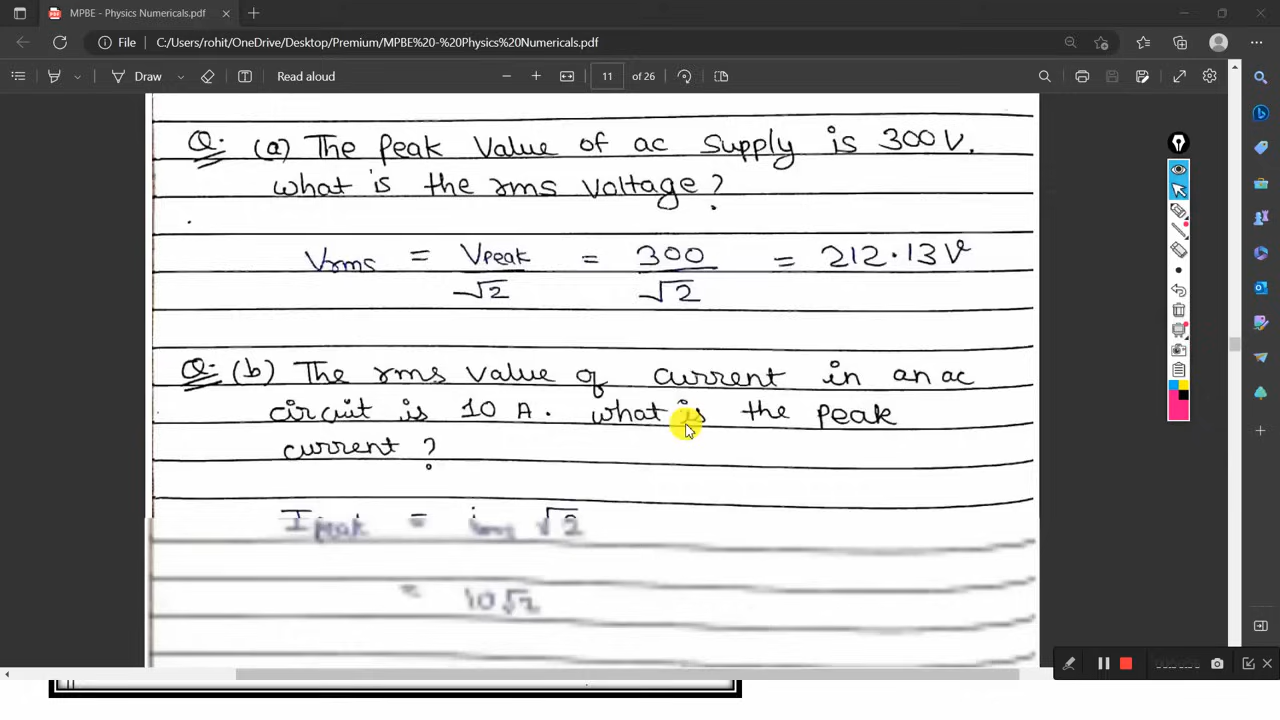 MPBE - Physics Numericals.pdf
File C:/Users/rohit/OneDrive/Desktop/Premium/MPBE%20-%20Physics%20Numericals.pdf
Draw Read aloud 11 of 26
Q: (a) The Peak Value of ac supply is 300V.
what is the rms voltage?
Vrms = Vpeak/√2 = 300/√2 = 212.13 V
Q: (b) The rms value of current in an ac
circuit is 10 A. what is the peak
current ?
Ipeak = irms √2
= 10√2